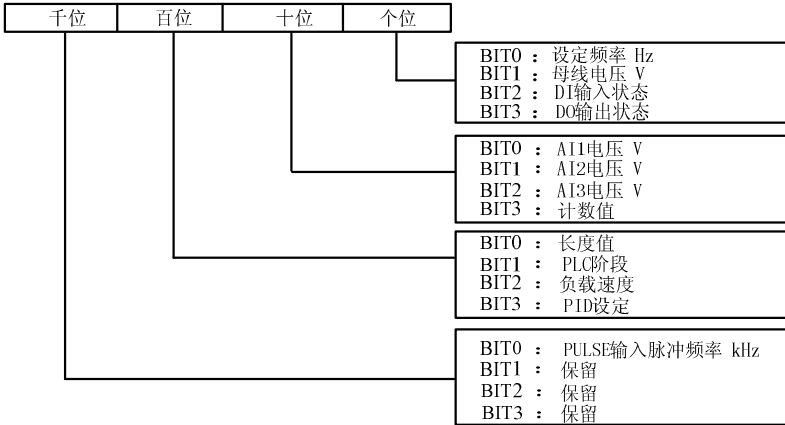 千位 百位 十位 个位
BIT0 : 设定频率 Hz
BIT1 : 母线电压 V
BIT2 : DI输入状态
BIT3 : DO输出状态
BIT0 : AI1电压 V
BIT1 : AI2电压 V
BIT2 : AI3电压 V
BIT3 : 计数值
BIT0 : 长度值
BIT1 : PLC阶段
BIT2 : 负载速度
BIT3 : PID设定
BIT0 : PULSE输入脉冲频率 kHz
BIT1 : 保留
BIT2 : 保留
BIT3 : 保留